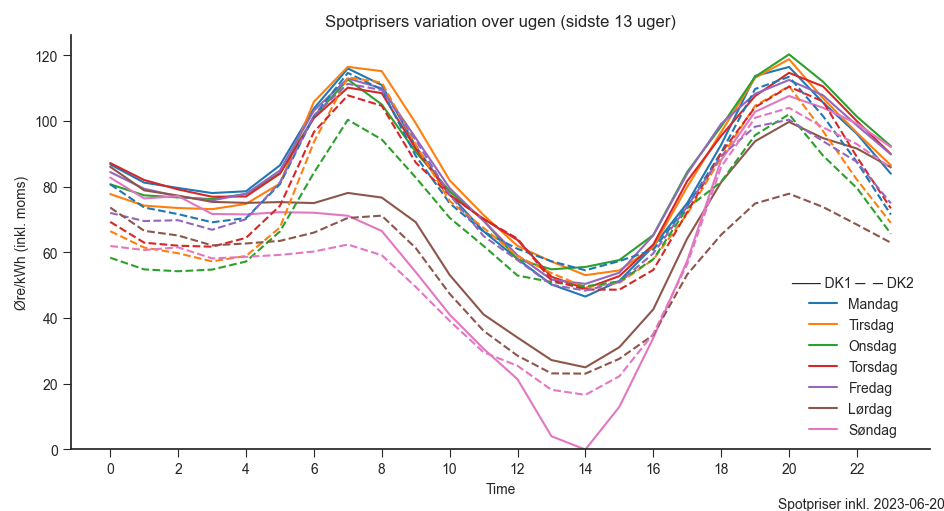 Spotprisers variation over ugen (sidste 13 uger)
Øre/kWh (inkl. moms)
120
100
80
60
40
20
0
0 2 4 6 8 10 12 14 16 18 20 22
Time
DK1 DK2
Mandag
Tirsdag
Onsdag
Torsdag
Fredag
Lørdag
Søndag
Spotpriser inkl. 2023-06-20